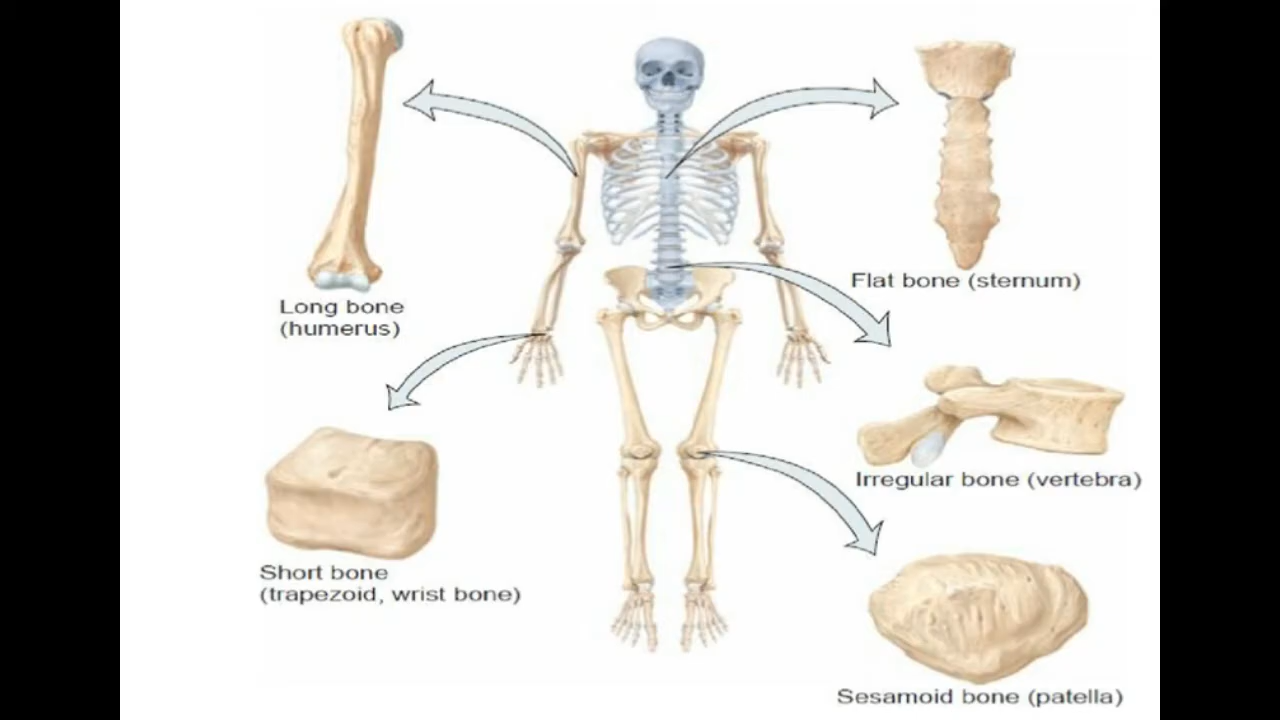 Long bone
(humerus)
Flat bone (sternum)
Irregular bone (vertebra)
Short bone
(trapezoid, wrist bone)
Sesamoid bone (patella)